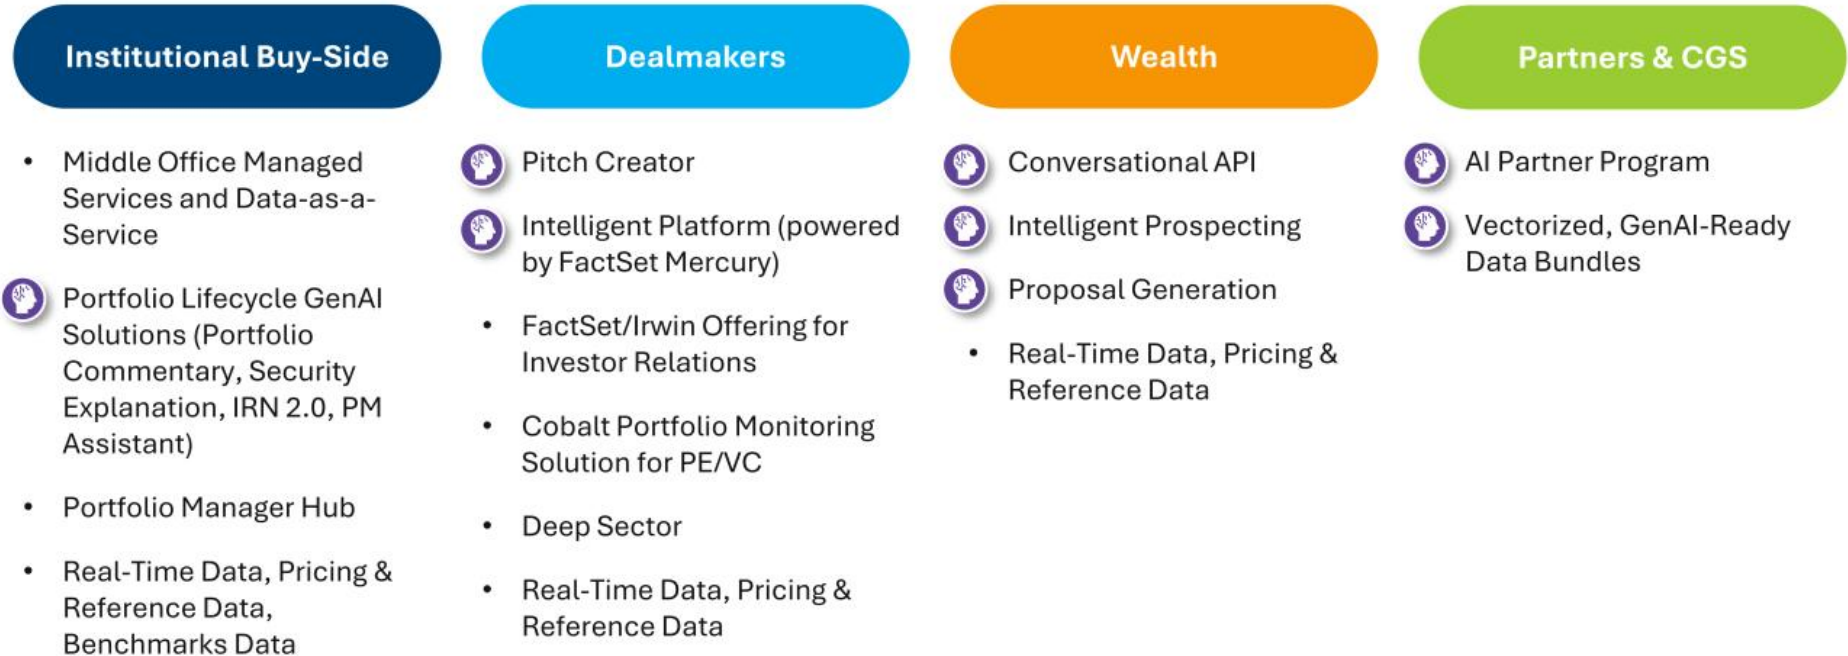 Institutional Buy-Side
Middle Office Managed
Services and Data-as-a-
Service
Portfolio Lifecycle GenAI
Solutions (Portfolio
Commentary, Security
Explanation, IRN 2.0, PM
Assistant)
Portfolio Manager Hub
Real-Time Data, Pricing &
Reference Data,
Benchmarks Data
Dealmakers
Pitch Creator
Intelligent Platform (powered
by FactSet Mercury)
FactSet/Irwin Offering for
Investor Relations
Cobalt Portfolio Monitoring
Solution for PE/VC
Deep Sector
Real-Time Data, Pricing &
Reference Data
Wealth
Conversational API
Intelligent Prospecting
Proposal Generation
Real-Time Data, Pricing &
Reference Data
Partners & CGS
AI Partner Program
Vectorized, GenAI-Ready
Data Bundles